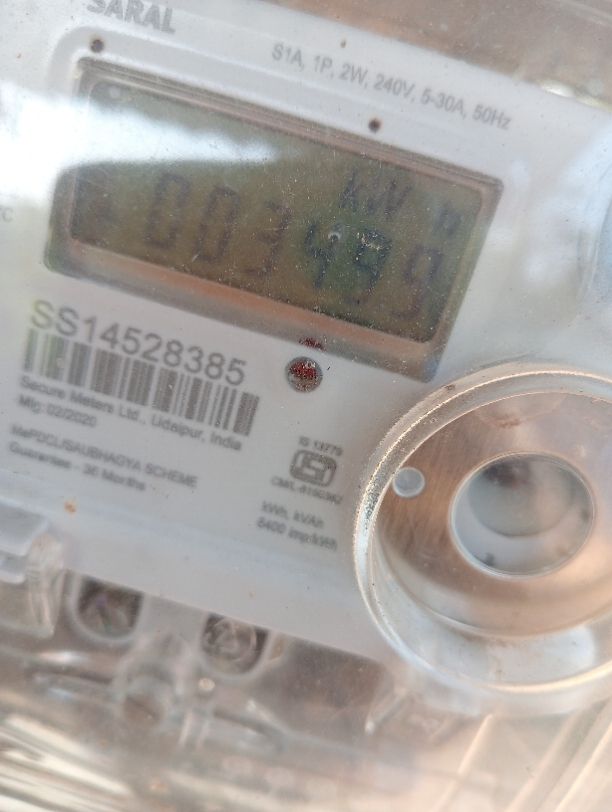 SARAL
S1A, 1P, 2W, 240V, 5-30A, 50Hz
kW h
003499
SS14528385
Secure Meters Ltd., Udaipur, India
Mfg: 02/2020
MePDCL/SAUBHAGYA SCHEME
Guarantee - 36 Months
IS 13779
kWh, kVAh
6400 imp/kWh